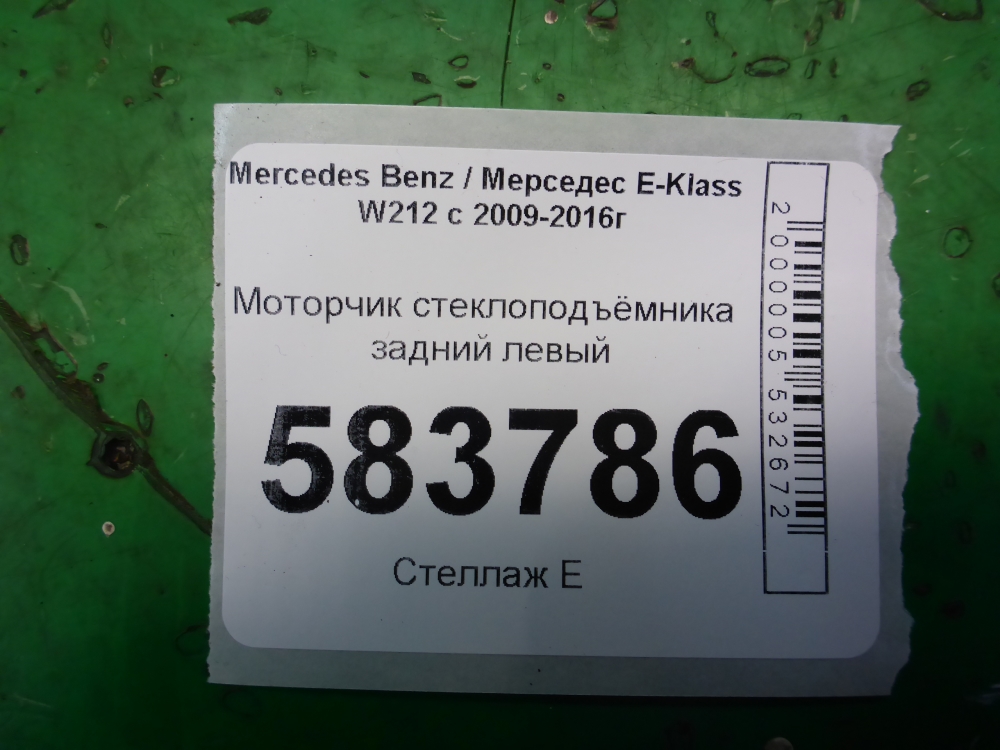 Mercedes Benz / Мерседес E-Klass
W212 с 2009-2016г
Моторчик стеклоподъёмника
задний левый
583786
Стеллаж Е
2000005532672